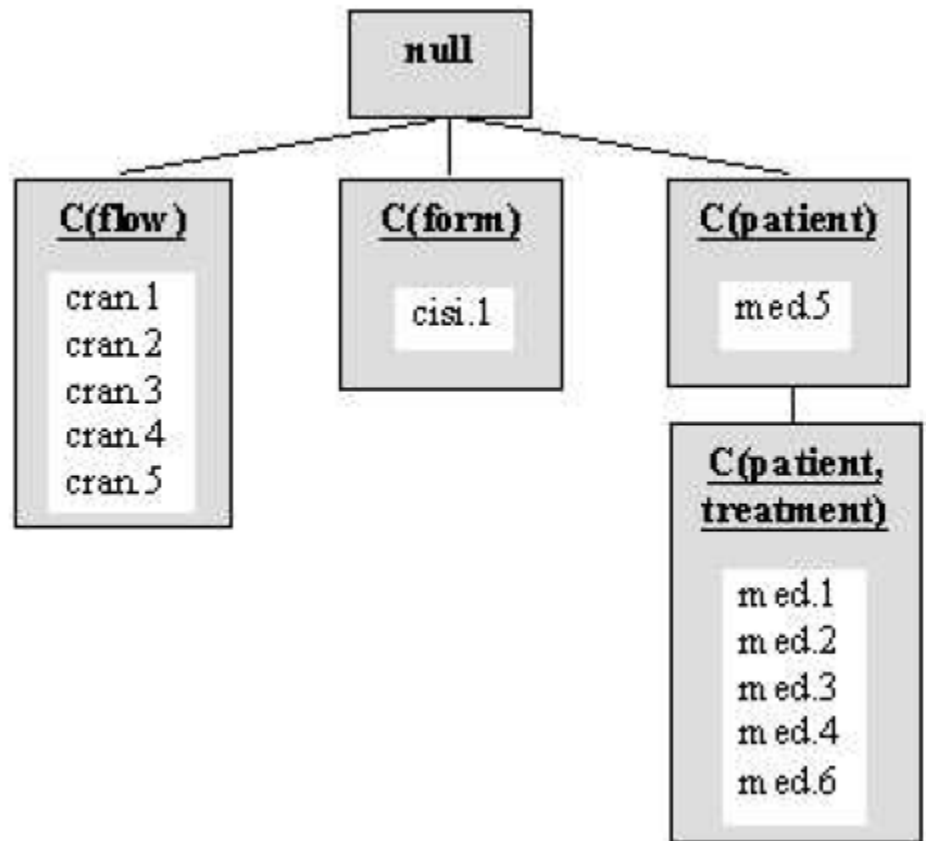 null
C(flow)
cran.1
cran.2
cran.3
cran.4
cran.5
C(form)
cisi.1
C(patient)
med.5
C(patient,
treatment)
med.1
med.2
med.3
med.4
med.6